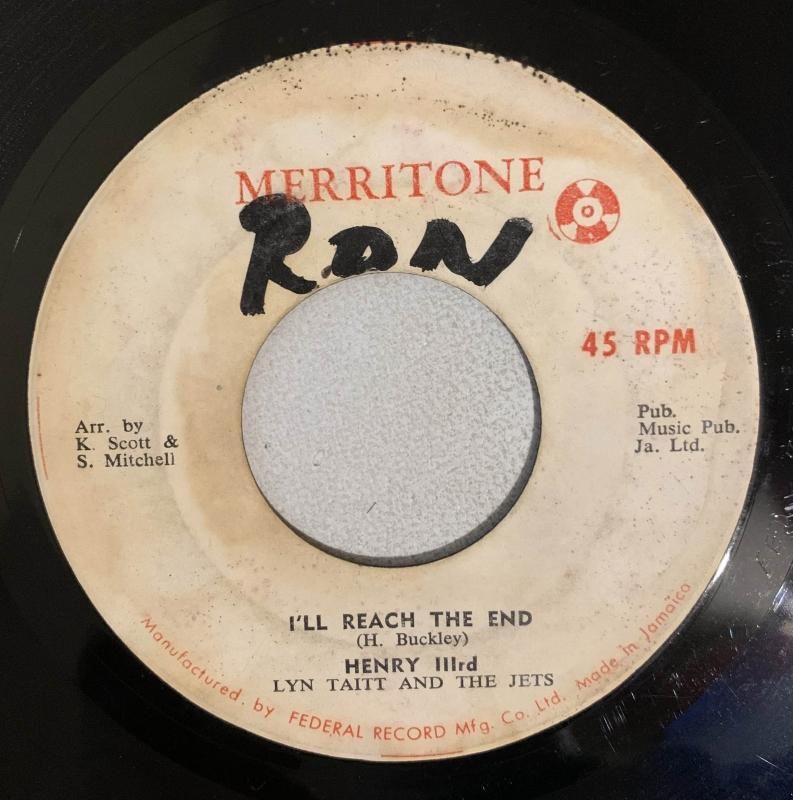 MERRITONE
RON
45 RPM
Arr. by
K. Scott &
S. Mitchell
Pub.
Music Pub.
Ja. Ltd.
I'LL REACH THE END
(H. Buckley)
HENRY IIIrd
LYN TAITT AND THE JETS
Manufactured. by FEDERAL RECORD Mfg. Co. Ltd. Made in Jamaica